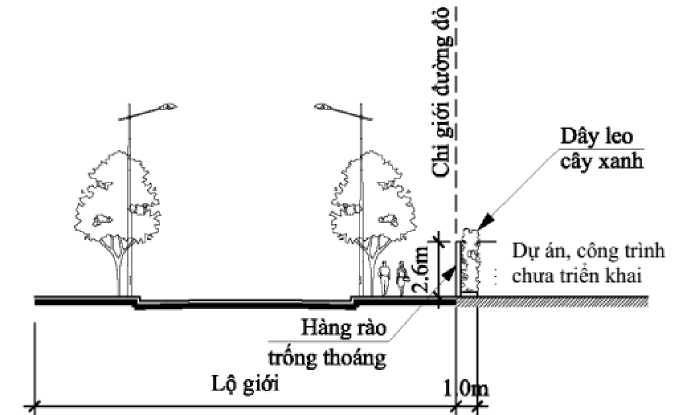 Chỉ giới đường đỏ
Dây leo
cây xanh
2.6m
Dự án, công trình
chưa triển khai
Hàng rào
trống thoáng
Lộ giới
1.0m